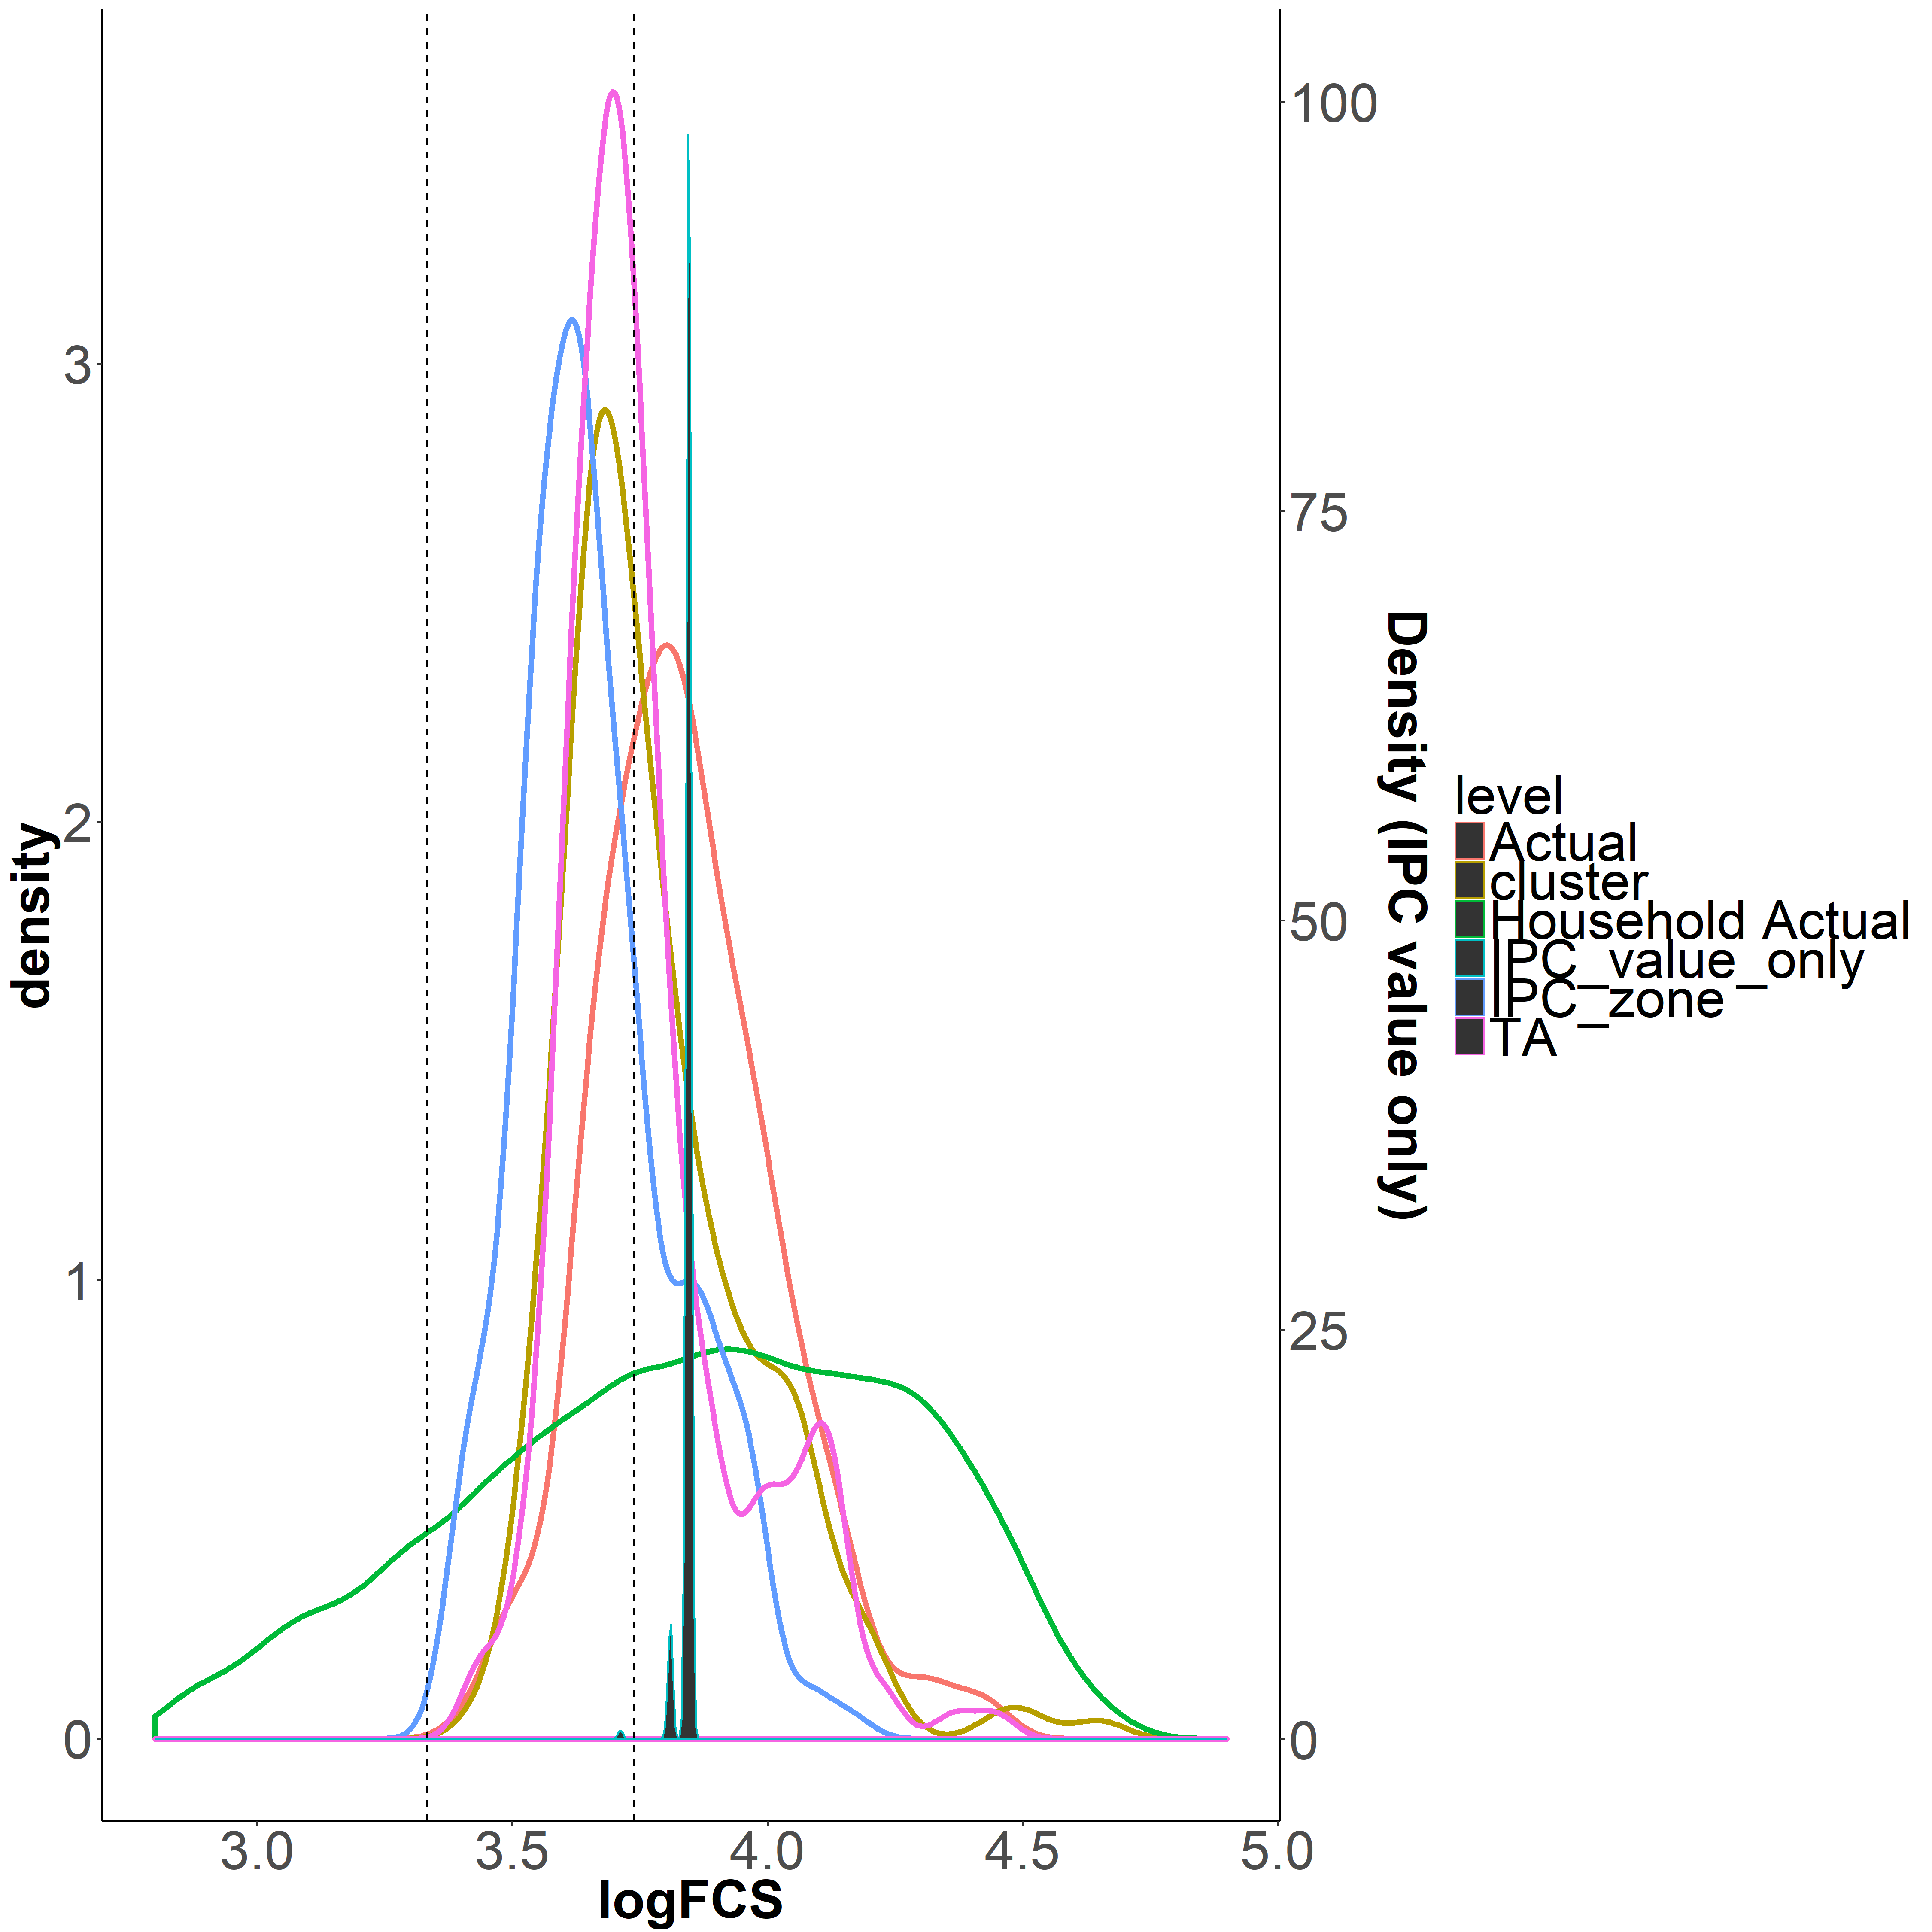 density
3
2
1
0
3.0 3.5 4.0 4.5 5.0
logFCS
100
75
50
25
0
Density (IPC value only)
level
Actual
cluster
Household Actual
IPC_value_only
IPC_zone
TA